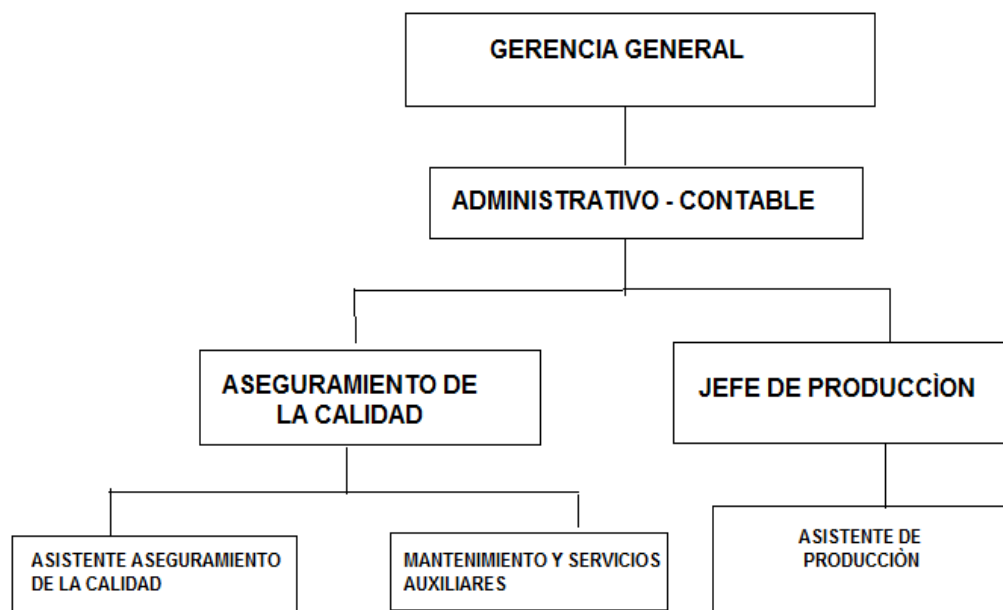 GERENCIA GENERAL
ADMINISTRATIVO - CONTABLE
ASEGURAMIENTO DE
LA CALIDAD
JEFE DE PRODUCCÌON
ASISTENTE ASEGURAMIENTO
DE LA CALIDAD
MANTENIMIENTO Y SERVICIOS
AUXILIARES
ASISTENTE DE
PRODUCCIÒN